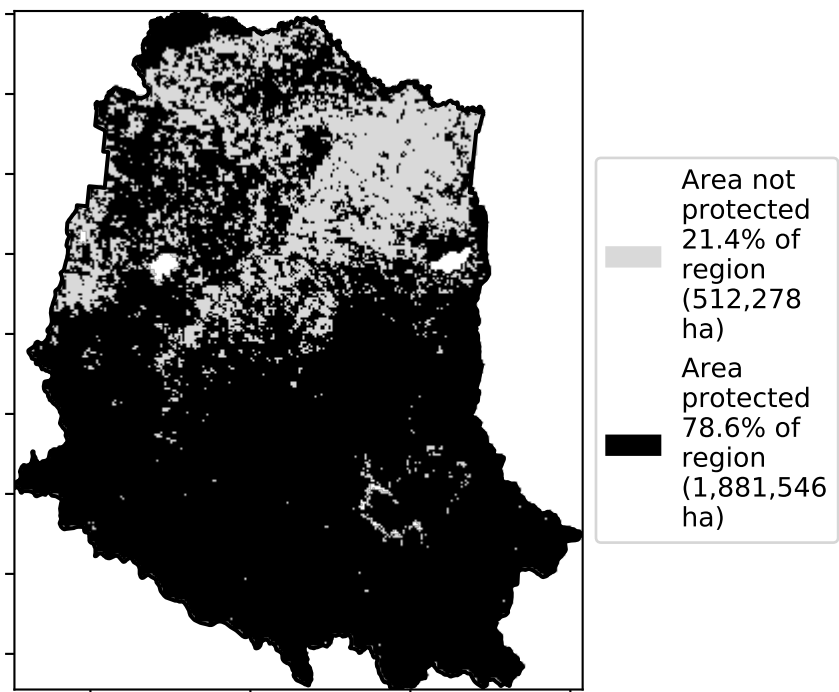 Area not
protected
21.4% of
region
(512,278
ha)
Area
protected
78.6% of
region
(1,881,546
ha)